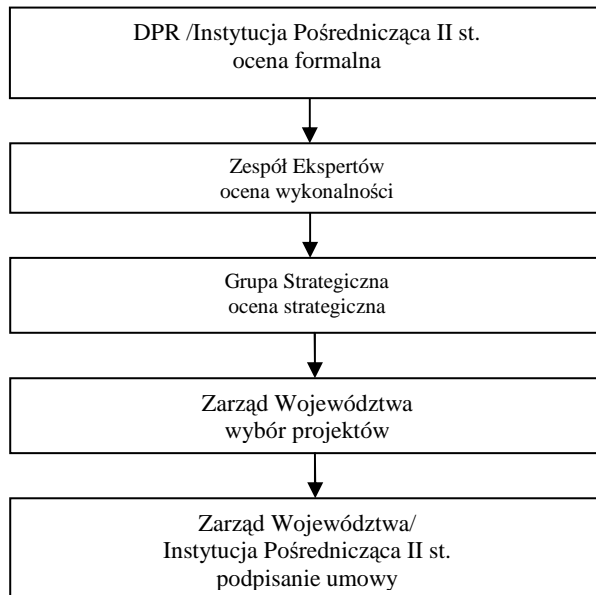 DPR /Instytucja Pośrednicząca II st.
ocena formalna
Zespół Ekspertów
ocena wykonalności
Grupa Strategiczna
ocena strategiczna
Zarząd Województwa
wybór projektów
Zarząd Województwa/
Instytucja Pośrednicząca II st.
podpisanie umowy